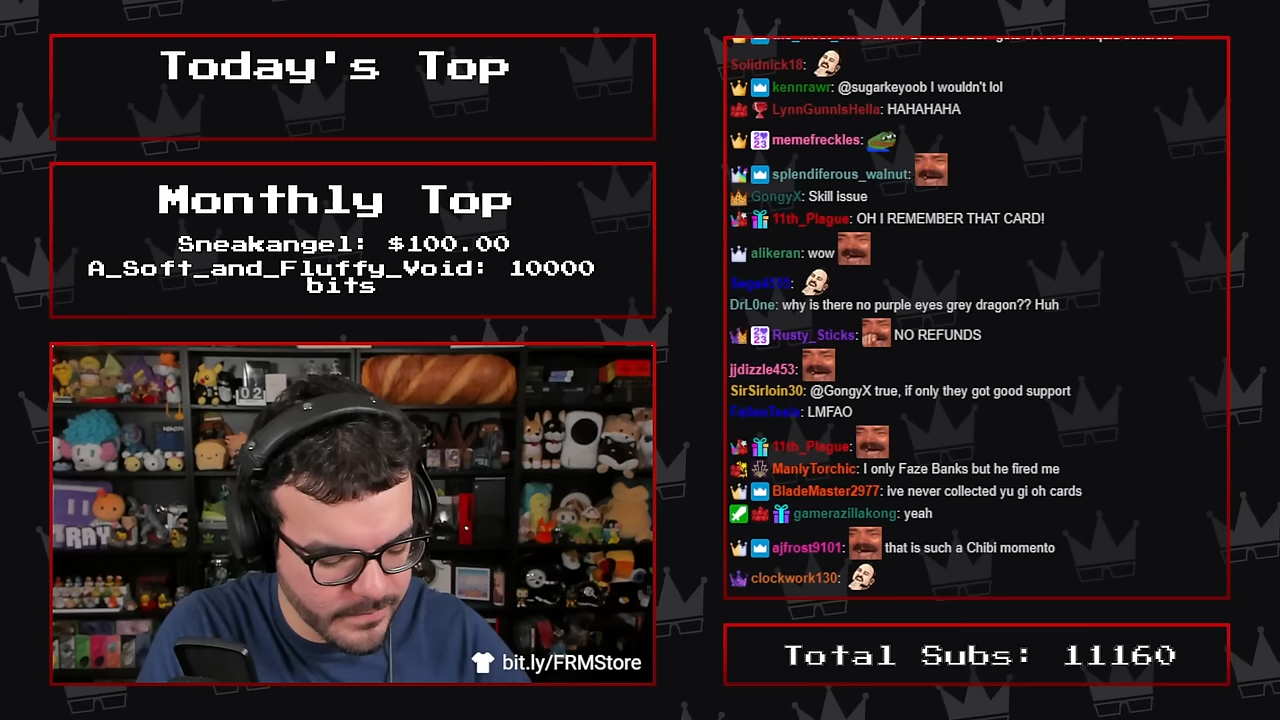 Today's Top
Monthly Top
Sneakangel: $100.00
A_Soft_and_Fluffy_Void: 10000
bits
RAY
02
bit.ly/FRMStore
Solidnick18:
kennrawr: @sugarkeyoob I wouldn't lol
LynnGunnIsHella: HAHAHAHA
memefreckles:
splendiferous_walnut:
GongyX: Skill issue
11th_Plague: OH I REMEMBER THAT CARD!
alikeran: wow
DrL0ne: why is there no purple eyes grey dragon?? Huh
Rusty_Sticks: NO REFUNDS
jjdizzle453:
SirSirloin30: @GongyX true, if only they got good support
: LMFAO
11th_Plague:
ManlyTorchic: I only Faze Banks but he fired me
BladeMaster2977: ive never collected yu gi oh cards
gamerazillakong: yeah
ajfrost9101: that is such a Chibi momento
clockwork130:
Total Subs: 11160